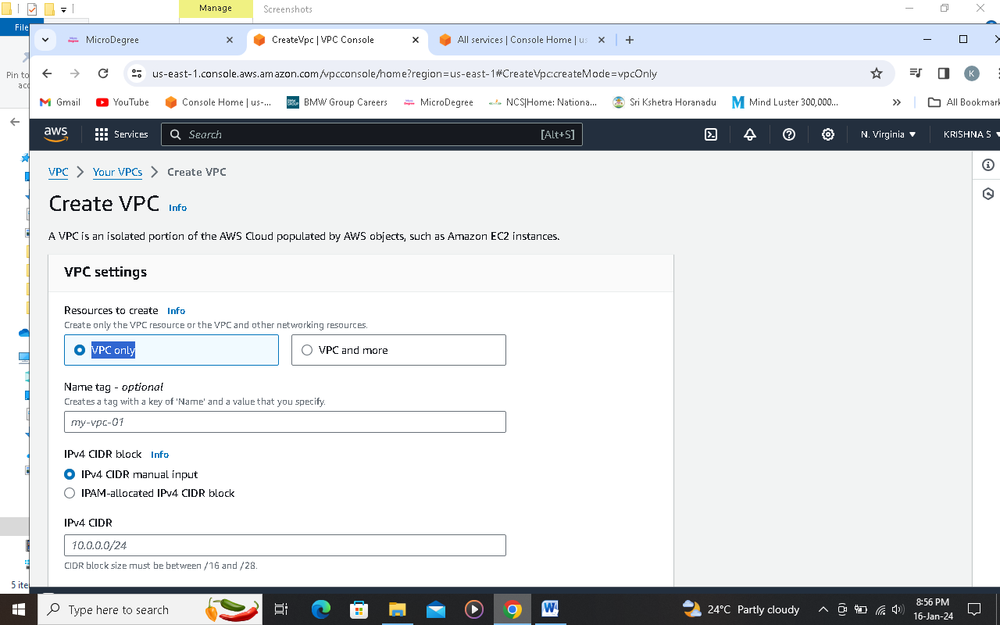 Manage
Screenshots
File
MicroDegree
CreateVpc | VPC Console
All services | Console Home | us
Pin to
us-east-1.console.aws.amazon.com/vpcconsole/home?region=us-east-1#CreateVpc:createMode=vpcOnly
K
Gmail
YouTube
Console Home | us-...
BMW Group Careers
MicroDegree
NCS|Home: Nationa...
Sri Kshetra Horanadu
Mind Luster 300,000...
»
All Bookmark
aws
Services
Search
[Alt+S]
N. Virginia
KRISHNA S
VPC
Your VPCs
Create VPC
Create VPC Info
A VPC is an isolated portion of the AWS Cloud populated by AWS objects, such as Amazon EC2 instances.
VPC settings
Resources to create Info
Create only the VPC resource or the VPC and other networking resources.
VPC only
VPC and more
Name tag - optional
Creates a tag with a key of 'Name' and a value that you specify.
my-vpc-01
IPv4 CIDR block Info
IPv4 CIDR manual input
IPAM-allocated IPv4 CIDR block
IPv4 CIDR
10.0.0.0/24
CIDR block size must be between /16 and /28.
5 ite
Type here to search
24°C Partly cloudy
8:56 PM
16-Jan-24